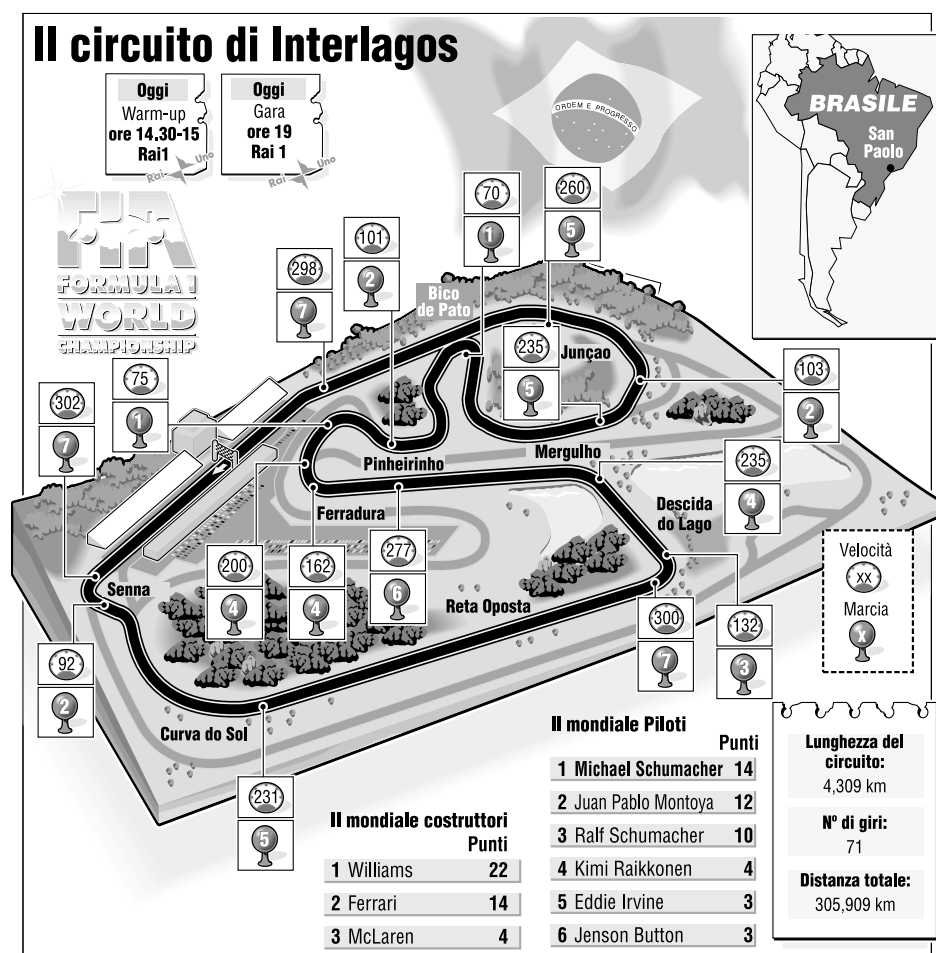 Il circuito di Interlagos
Oggi
Warm-up
ore 14.30-15
Rai1
Rai Uno
Oggi
Gara
ore 19
Rai 1
Rai Uno
ORDEM E PROGRESSO
BRASILE
San
Paolo
FIA
FORMULA 1
WORLD
CHAMPIONSHIP
70
1
260
5
101
2
298
7
Bico
de Pato
235
5
Junçao
103
2
75
1
302
7
Pinheirinho
Mergulho
235
4
Descida
do Lago
Ferradura
200
4
162
4
277
6
Senna
Reta Oposta
300
7
132
3
Velocità
xx
Marcia
x
92
2
Curva do Sol
231
5
Il mondiale costruttori
Punti
1 Williams 22
2 Ferrari 14
3 McLaren 4
Il mondiale Piloti
Punti
1 Michael Schumacher 14
2 Juan Pablo Montoya 12
3 Ralf Schumacher 10
4 Kimi Raikkonen 4
5 Eddie Irvine 3
6 Jenson Button 3
Lunghezza del
circuito:
4,309 km
N° di giri:
71
Distanza totale:
305,909 km